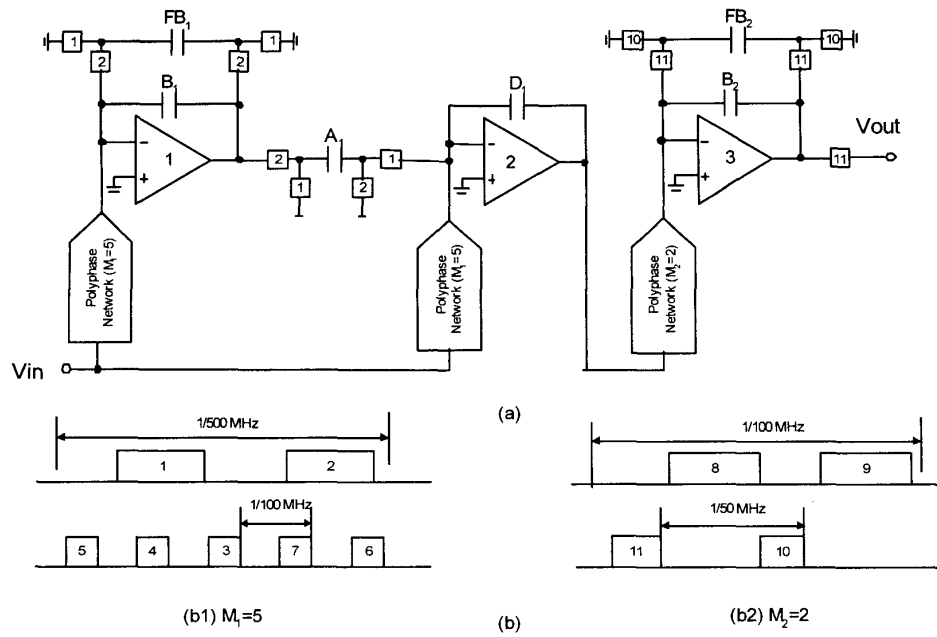 FB1 FB2
1 1 10 10
2 2 11 11
B1 D1 B2
A1
1 2 1 2 3 11 Vout
1 2
Polyphase Network (M1=5)
Polyphase Network (M1=5)
Polyphase Network (M2=2)
Vin
(a)
1/500 MHz 1/100 MHz
1 2 8 9
1/100 MHz 1/50 MHz
5 4 3 7 6 11 10
(b1) M1=5 (b) (b2) M2=2